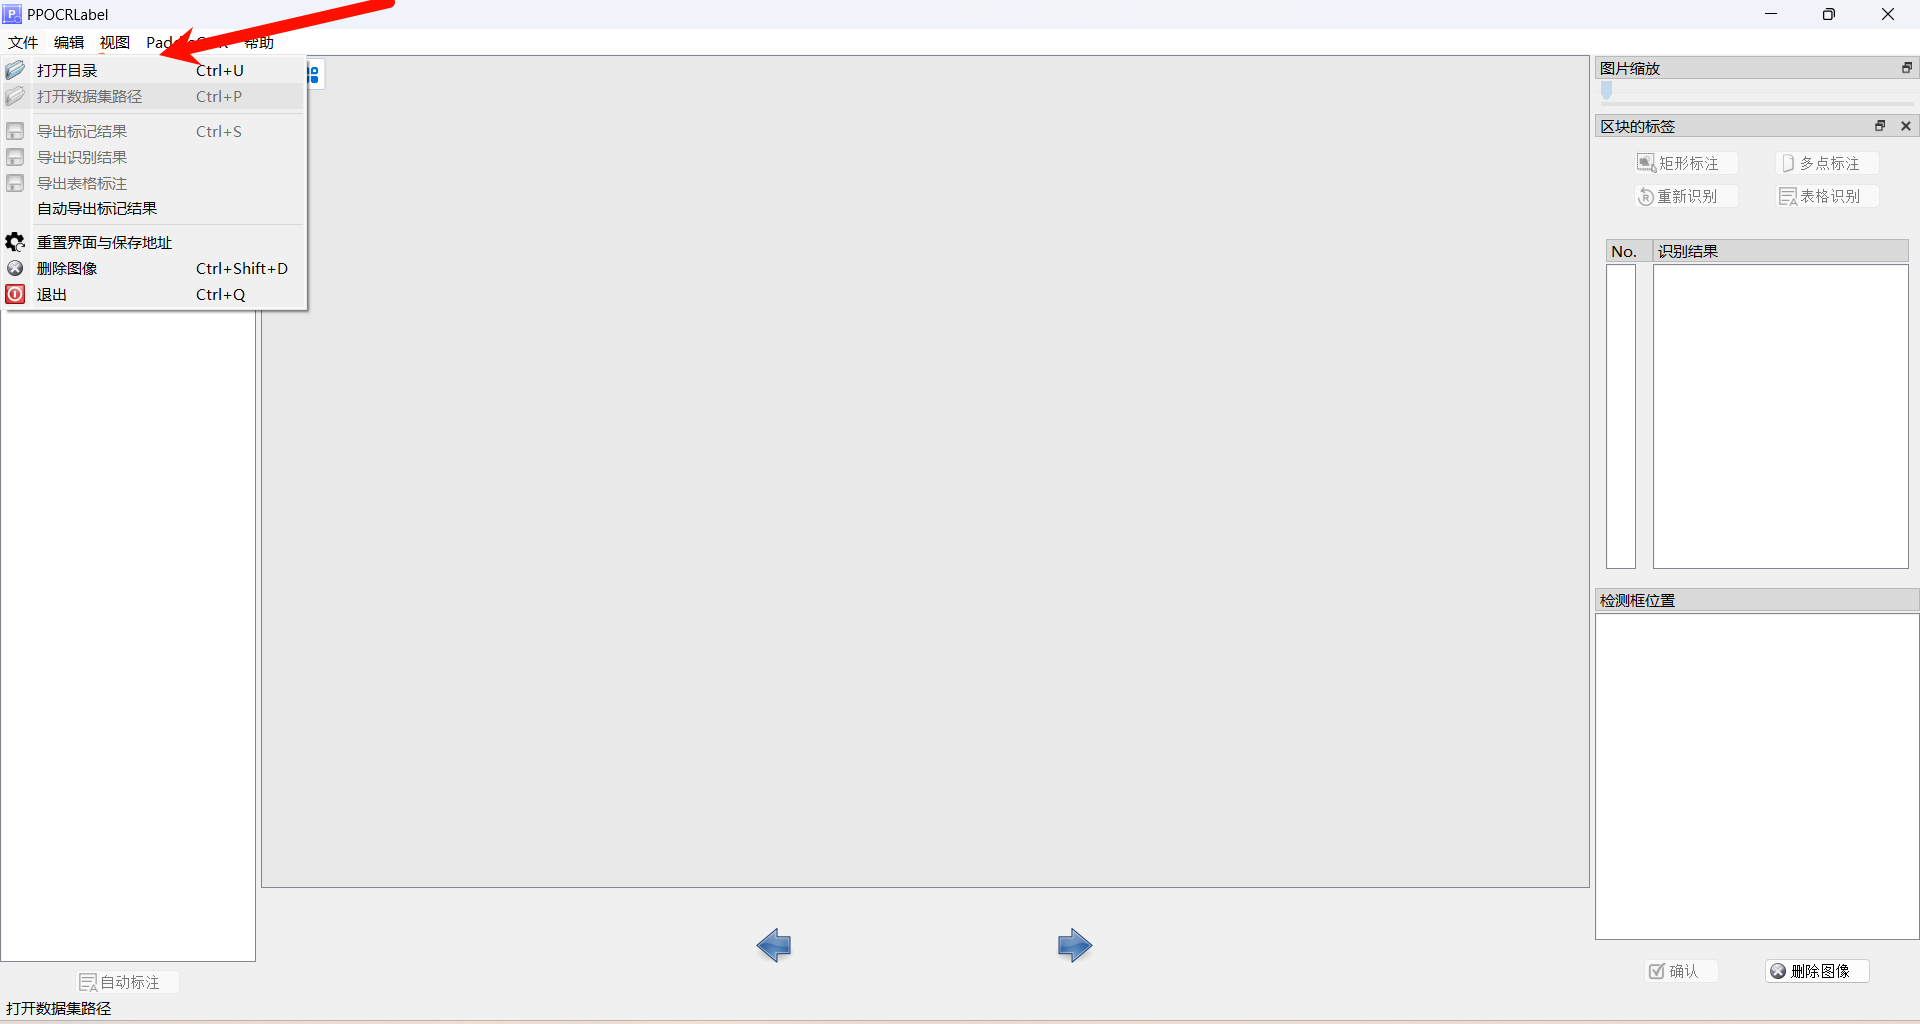 PPOCRLabel
文件 编辑 视图 帮助
打开目录 Ctrl+U
打开数据集路径 Ctrl+P
导出标记结果 Ctrl+S
导出识别结果
导出表格标注
自动导出标记结果
重置界面与保存地址
删除图像 Ctrl+Shift+D
退出 Ctrl+Q
图片缩放
区块的标签
矩形标注 多点标注
重新识别 表格识别
No. 识别结果
检测框位置
自动标注
确认 删除图像
打开数据集路径